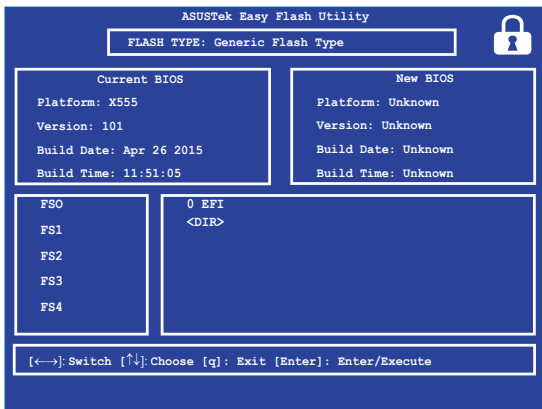 ASUSTek Easy Flash Utility
FLASH TYPE: Generic Flash Type
Current BIOS
Platform: X555
Version: 101
Build Date: Apr 26 2015
Build Time: 11:51:05
New BIOS
Platform: Unknown
Version: Unknown
Build Date: Unknown
Build Time: Unknown
FSO
FS1
FS2
FS3
FS4
0 EFI
<DIR>
[←→]: Switch [↑↓]: Choose [q]: Exit [Enter]: Enter/Execute